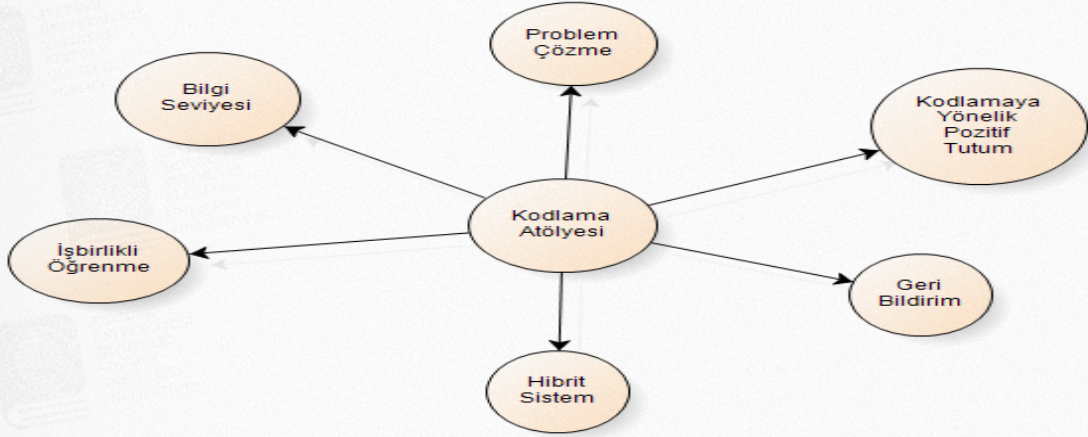 Problem
Çözme
Bilgi
Seviyesi
Kodlamaya
Yönelik
Pozitif
Tutum
Kodlama
Atölyesi
İşbirlikli
Öğrenme
Geri
Bildirim
Hibrit
Sistem